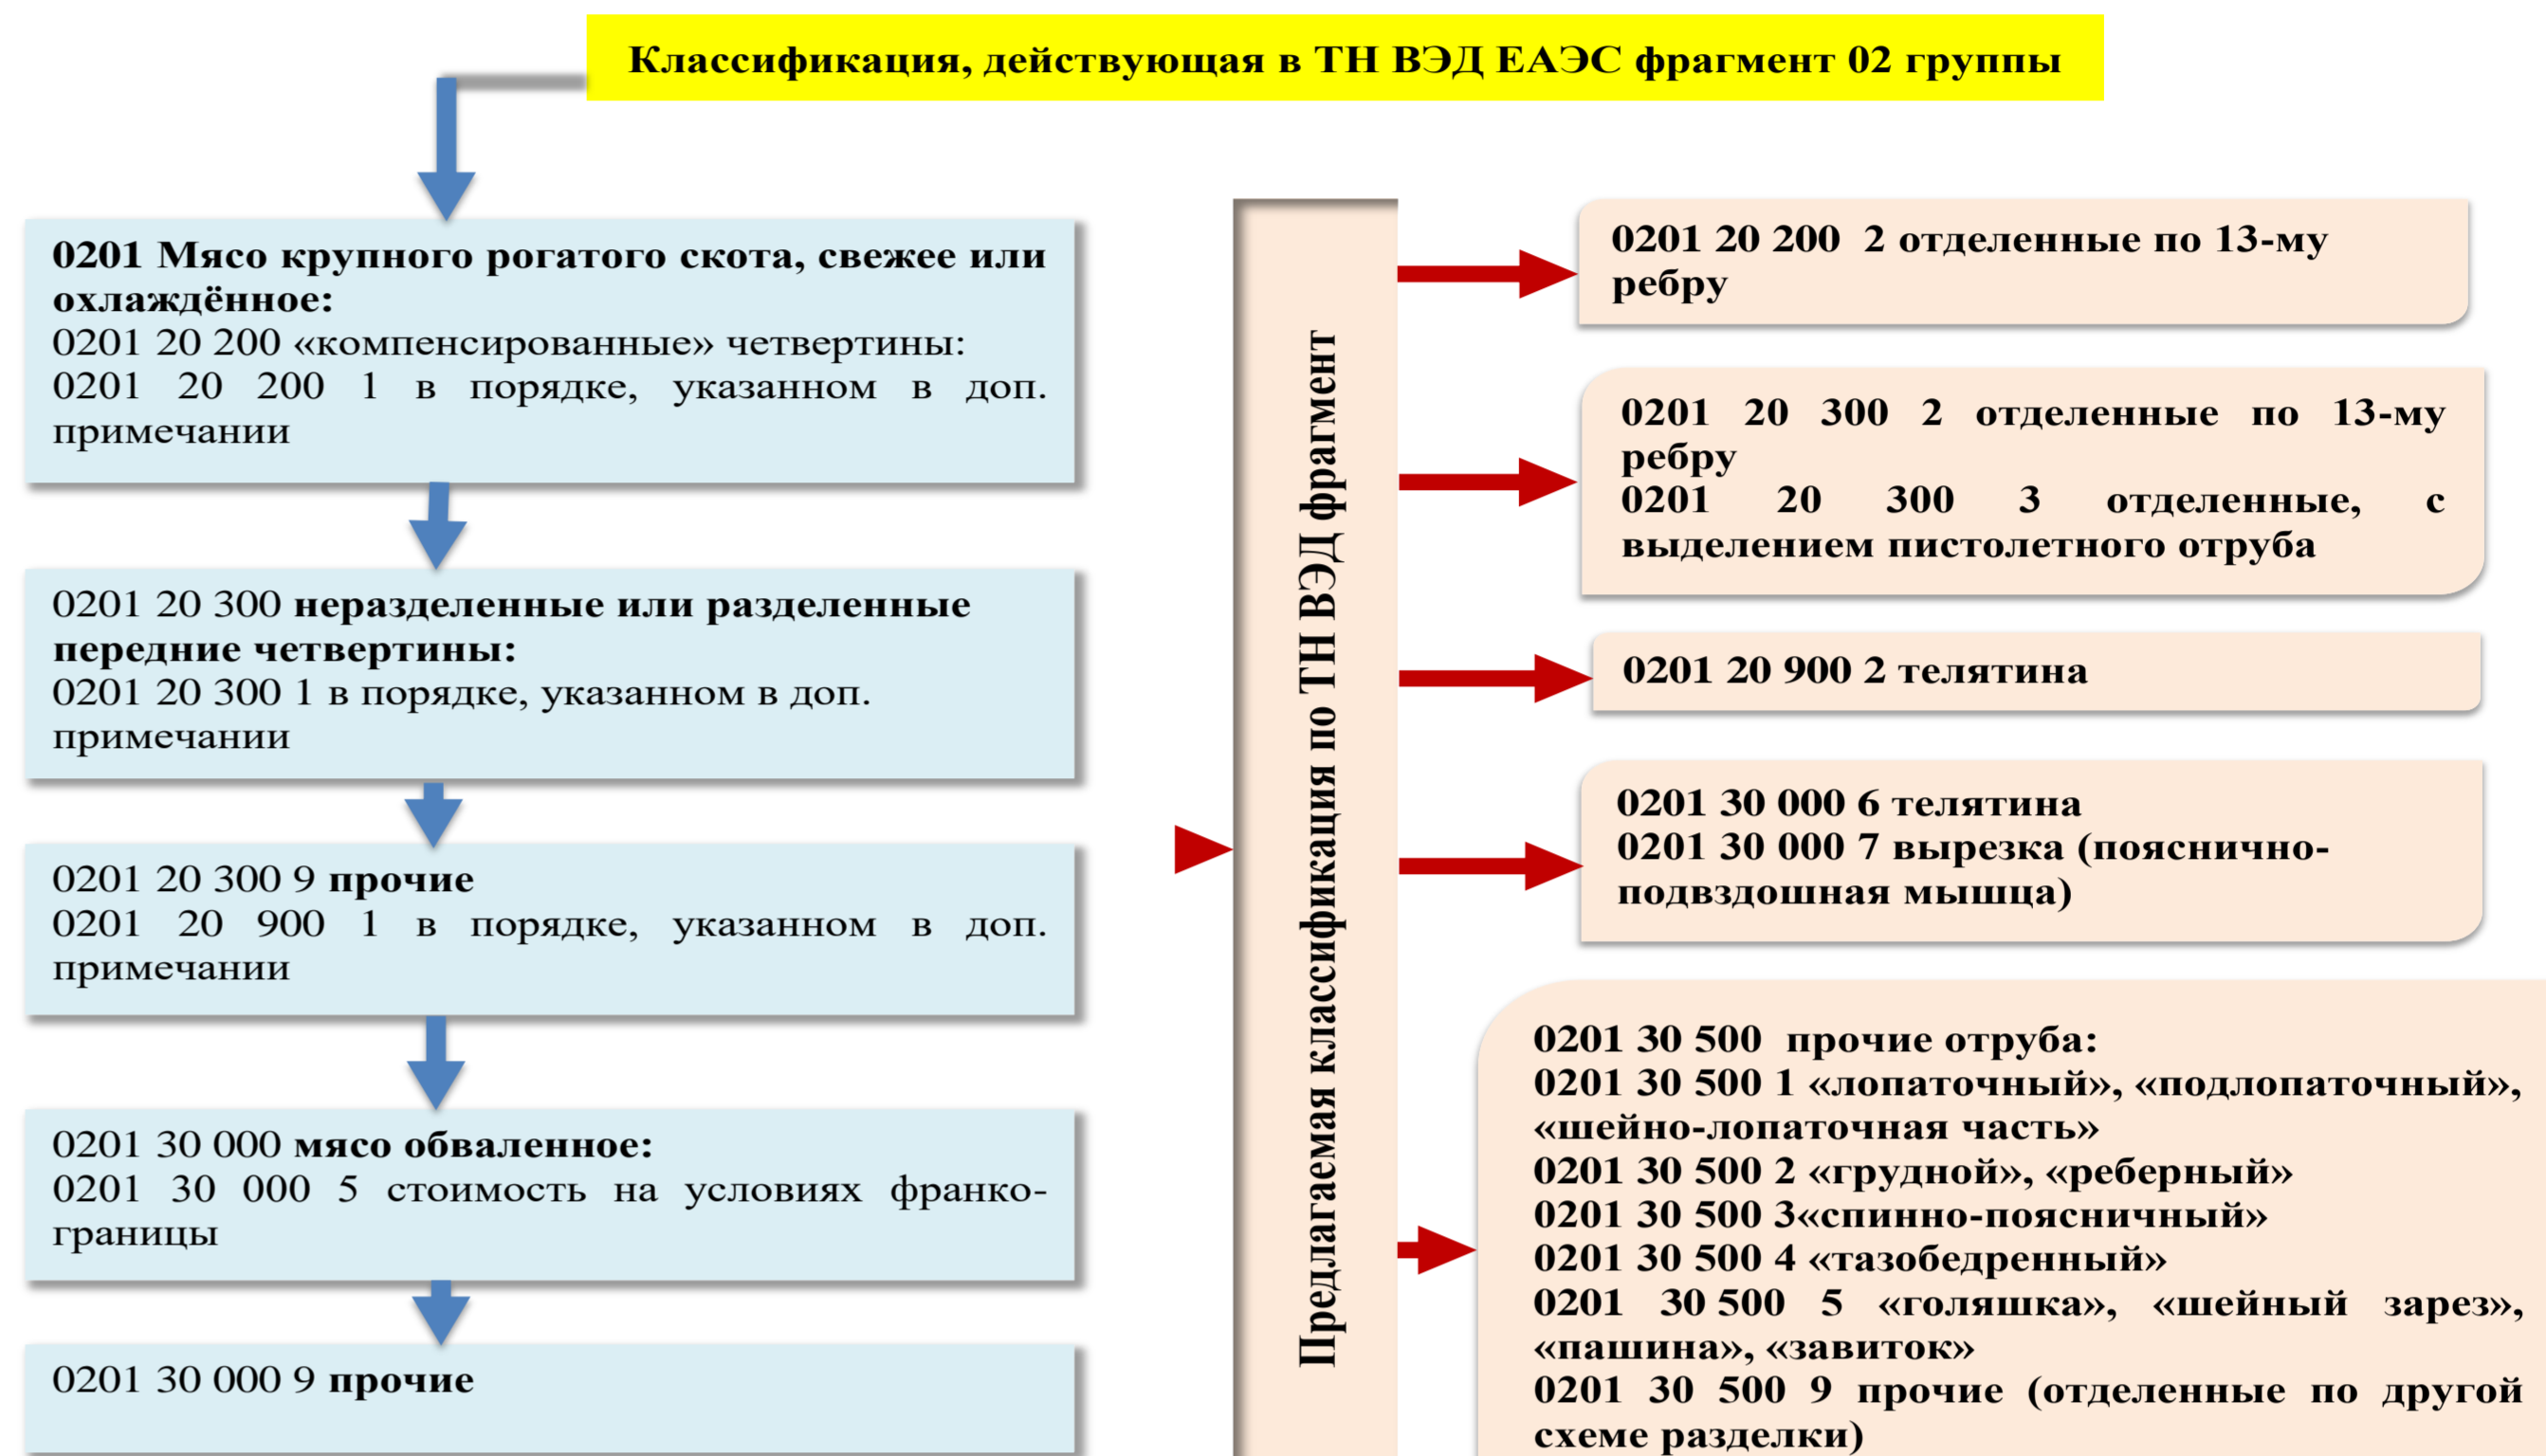 Классификация, действующая в ТН ВЭД ЕАЭС фрагмент 02 группы
0201 Мясо крупного рогатого скота, свежее или
охлаждённое:
0201 20 200 «компенсированные» четвертины:
0201 20 200 1 в порядке, указанном в доп.
примечании
0201 20 300 неразделенные или разделенные
передние четвертины:
0201 20 300 1 в порядке, указанном в доп.
примечании
0201 20 300 9 прочие
0201 20 900 1 в порядке, указанном в доп.
примечании
0201 30 000 мясо обваленное:
0201 30 000 5 стоимость на условиях франко-
границы
0201 30 000 9 прочие
Предлагаемая классификация по ТН ВЭД фрагмент
0201 20 200 2 отделенные по 13-му
ребру
0201 20 300 2 отделенные по 13-му
ребру
0201 20 300 3 отделенные, с
выделением пистолетного отруба
0201 20 900 2 телятина
0201 30 000 6 телятина
0201 30 000 7 вырезка (пояснично-
подвздошная мышца)
0201 30 500 прочие отруба:
0201 30 500 1 «лопаточный», «подлопаточный»,
«шейно-лопаточная часть»
0201 30 500 2 «грудной», «реберный»
0201 30 500 3«спинно-поясничный»
0201 30 500 4 «тазобедренный»
0201 30 500 5 «голяшка», «шейный зарез»,
«пашина», «завиток»
0201 30 500 9 прочие (отделенные по другой
схеме разделки)